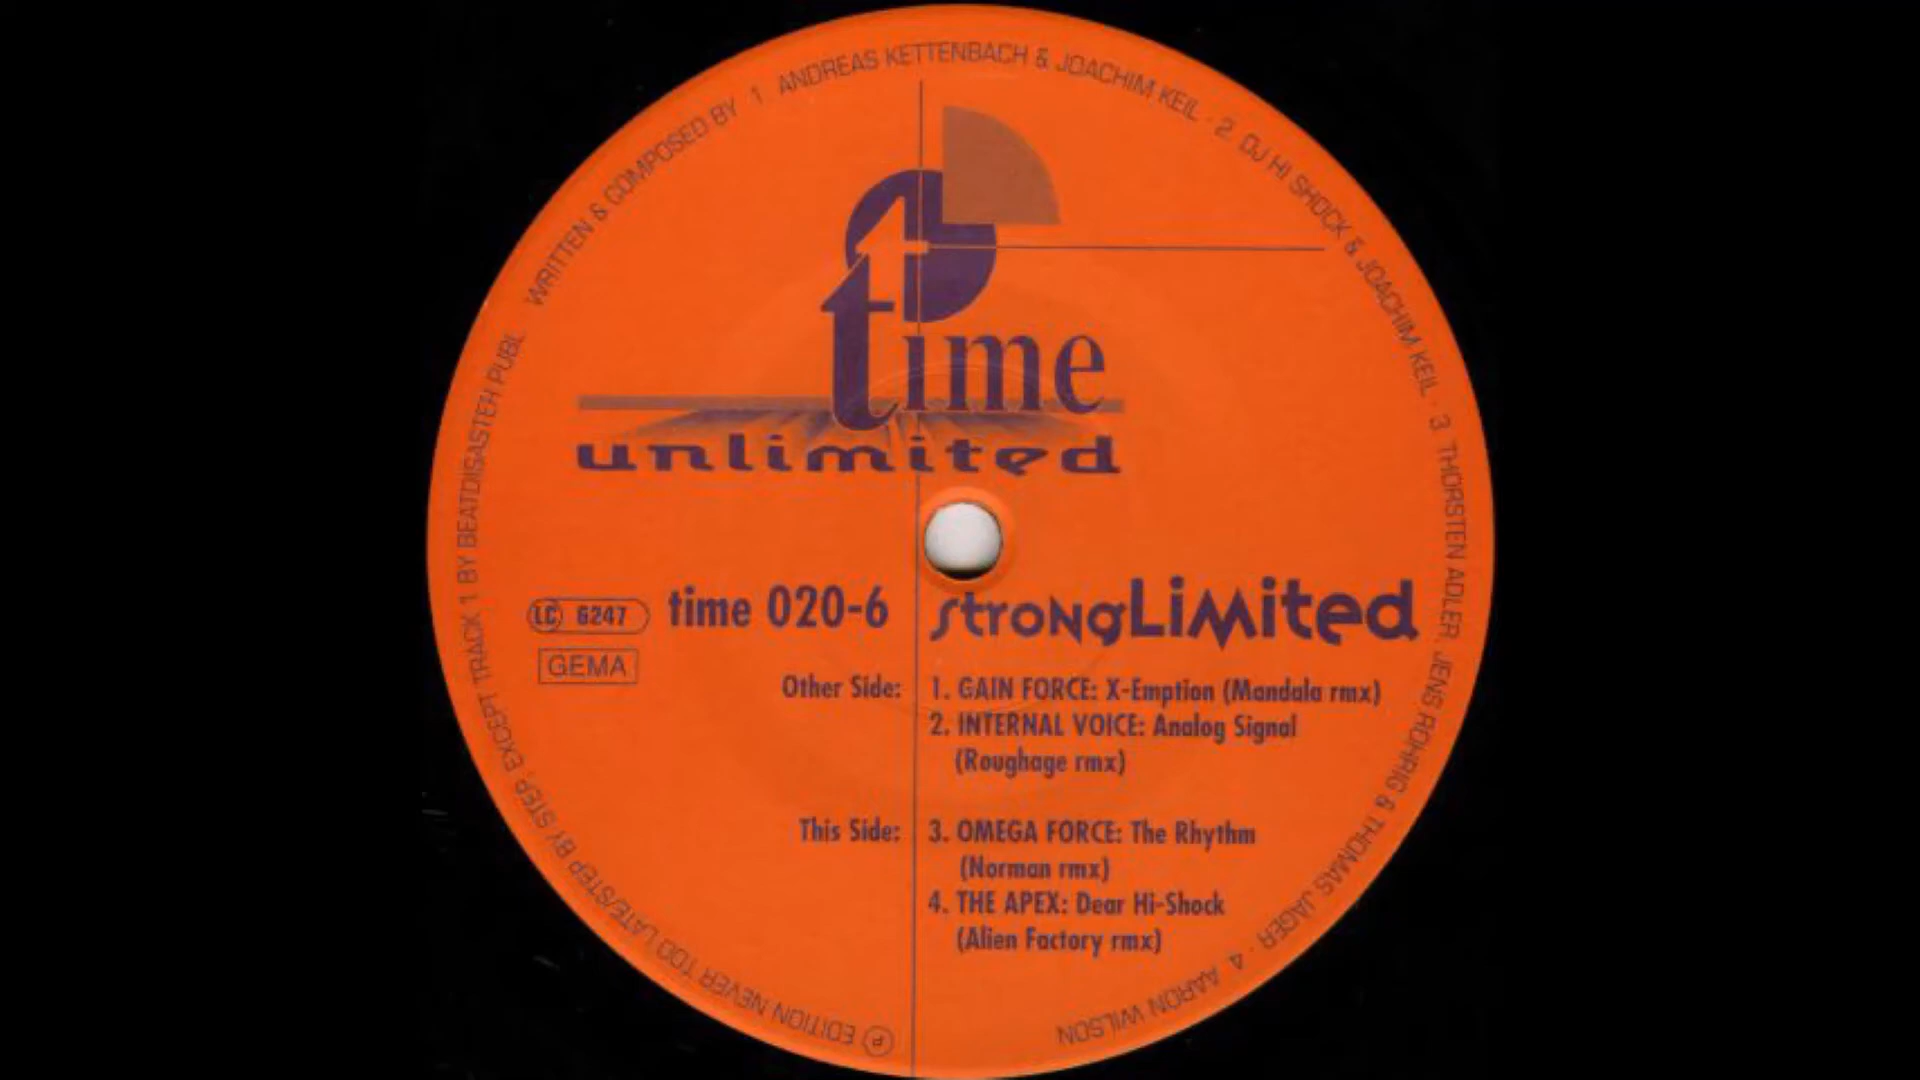 WRITTEN & COMPOSED BY 1 ANDREAS KETTENBACH & JOACHIM KEIL · 2 DJ HI SHOCK & JOACHIM KEIL · 3 THORSTEN ADLER, JENS ROHRIG & THOMAS JÄGER · 4 AARON WILSON
time
unlimited
LC 6247
time 020-6
strongLimited
GEMA
Other Side: 1. GAIN FORCE: X-Emption (Mandala rmx)
2. INTERNAL VOICE: Analog Signal
(Roughage rmx)
This Side: 3. OMEGA FORCE: The Rhythm
(Norman rmx)
4. THE APEX: Dear Hi-Shock
(Alien Factory rmx)
Ⓟ EDITION NEVER TOO LATE/STEP BY STEP, EXCEPT TRACK 1 BY BEATDISASTER PUBL